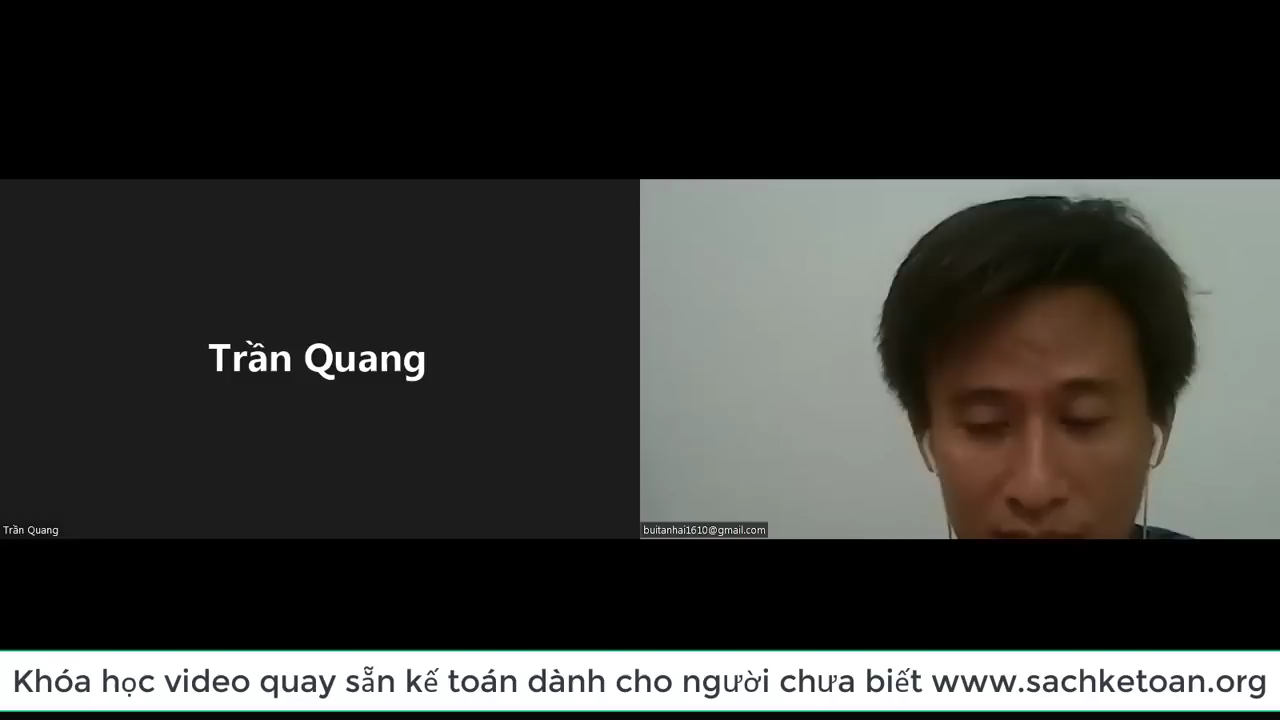 Trần Quang
Trần Quang
buitanhai1610@gmail.com
Khóa học video quay sẵn kế toán dành cho người chưa biết www.sachketoan.org